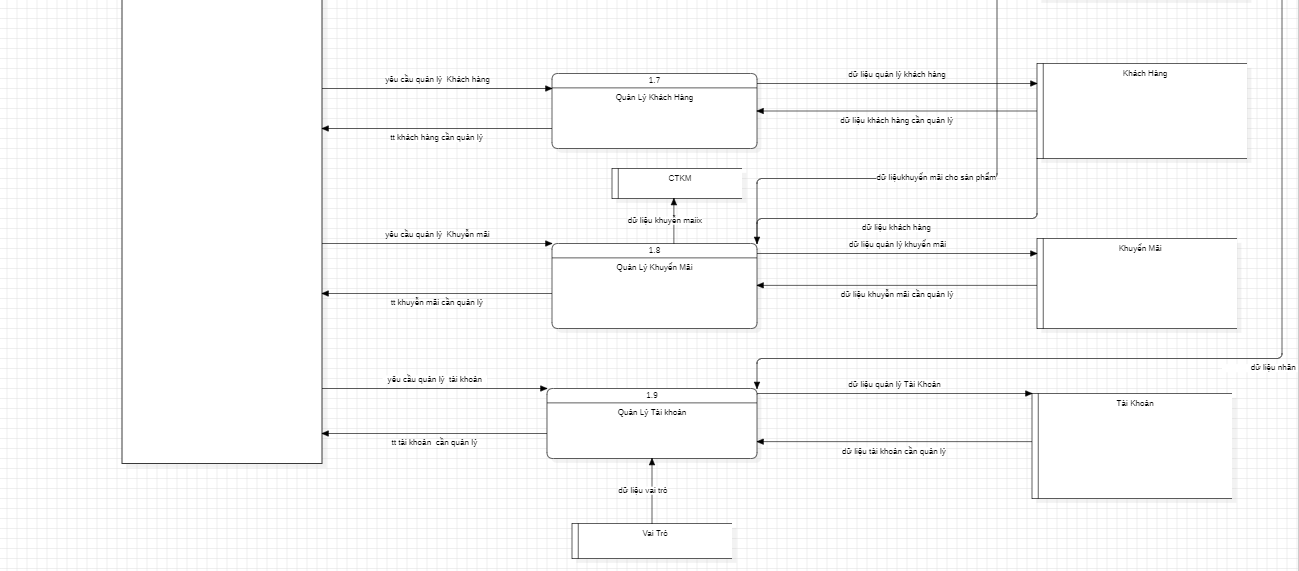 yêu cầu quản lý  Khách hàng
1.7
dữ liệu quản lý khách hàng
Khách Hàng
Quản Lý Khách Hàng
dữ liệu khách hàng cần quản lý
tt khách hàng cần quản lý
CTKM
dữ liệukhuyến mãi cho sản phẩm
dữ liệu khuyến maiix
dữ liệu khách hàng
yêu cầu quản lý  Khuyến mãi
1.8
dữ liệu quản lý khuyến mãi
Khuyến Mãi
Quản Lý Khuyến Mãi
dữ liệu khuyến mãi cần quản lý
tt khuyến mãi cần quản lý
dữ liệu nhân
yêu cầu quản lý  tài khoản
1.9
dữ liệu quản lý Tài Khoản
Tài Khoản
Quản Lý Tài khoản
tt tài khoản  cần quản lý
dữ liệu tài khoản cần quản lý
dữ liệu vai trò
Vai Trò